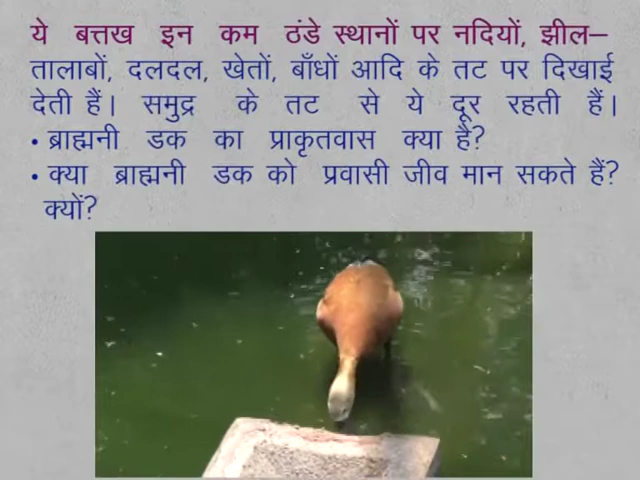 ये बत्तख इन कम ठंडे स्थानों पर नदियों, झील–
तालाबों, दलदल, खेतों, बाँधों आदि के तट पर दिखाई
देती हैं। समुद्र के तट से ये दूर रहती हैं।
• ब्राह्मनी डक का प्राकृतवास क्या है?
• क्या ब्राह्मनी डक को प्रवासी जीव मान सकते हैं?
क्यों?